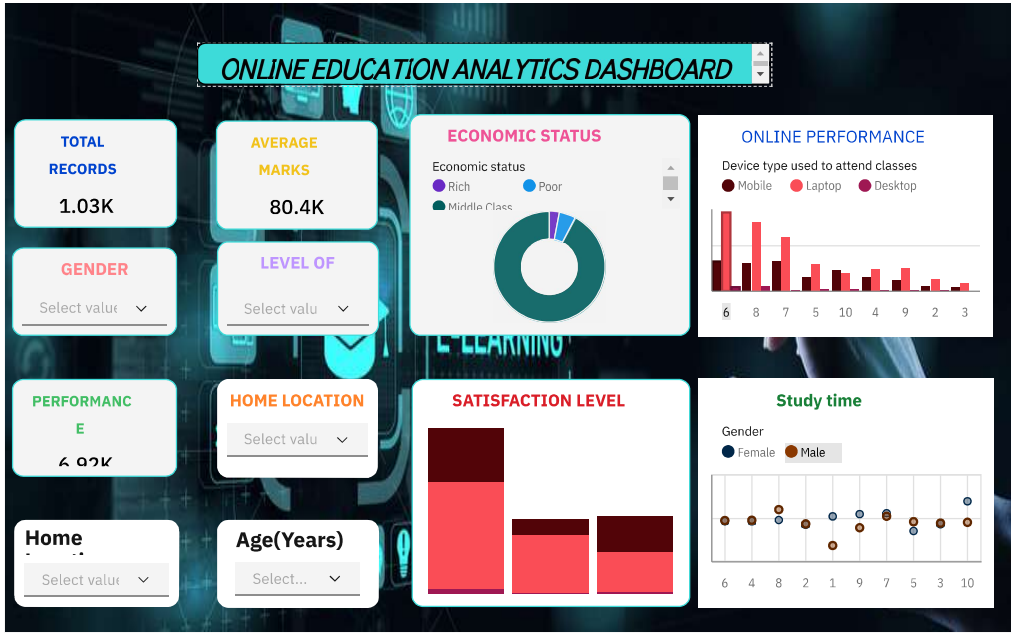 ONLINE EDUCATION ANALYTICS DASHBOARD
TOTAL
RECORDS
1.03K
AVERAGE
MARKS
80.4K
ECONOMIC STATUS
Economic status
Rich
Poor
Middle Class
ONLINE PERFORMANCE
Device type used to attend classes
Mobile
Laptop
Desktop
6 8 7 5 10 4 9 2 3
GENDER
Select value
LEVEL OF
Select valu
E-LEARNING
PERFORMANC
E
6.92K
HOME LOCATION
Select valu
SATISFACTION LEVEL
Study time
Gender
Female
Male
6 4 8 2 1 9 7 5 3 10
Home
Select value
Age(Years)
Select...